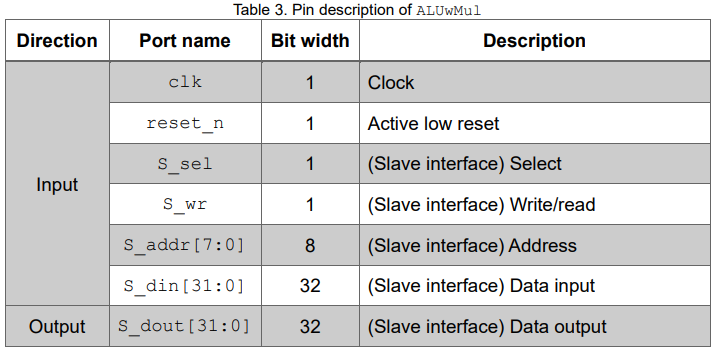 Table 3. Pin description of ALUwMul
Direction Port name Bit width Description
Input
clk 1 Clock
reset_n 1 Active low reset
S_sel 1 (Slave interface) Select
S_wr 1 (Slave interface) Write/read
S_addr[7:0] 8 (Slave interface) Address
S_din[31:0] 32 (Slave interface) Data input
Output S_dout[31:0] 32 (Slave interface) Data output